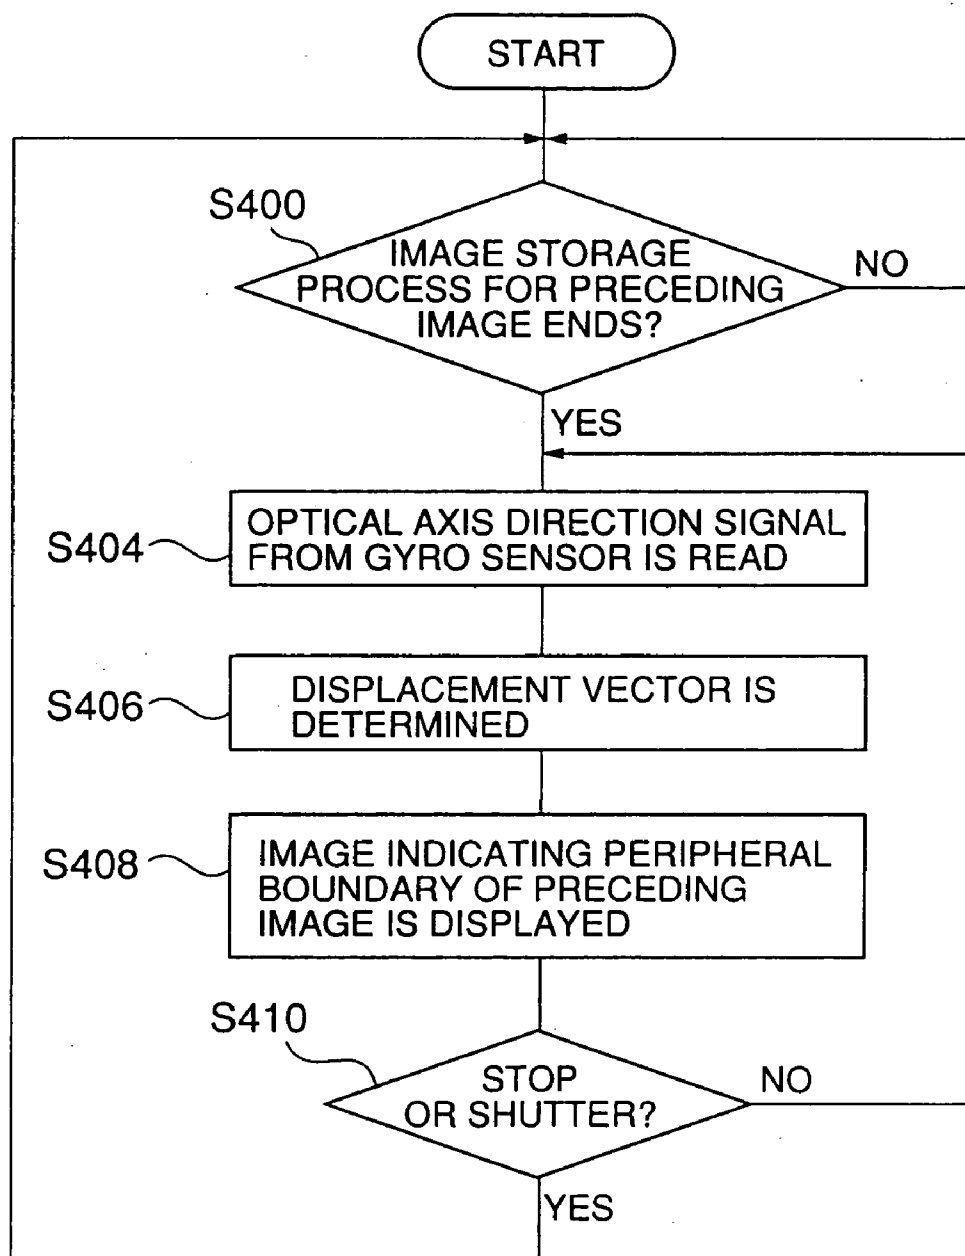 START
S400
IMAGE STORAGE
PROCESS FOR PRECEDING
IMAGE ENDS?
NO
YES
S404
OPTICAL AXIS DIRECTION SIGNAL
FROM GYRO SENSOR IS READ
S406
DISPLACEMENT VECTOR IS
DETERMINED
S408
IMAGE INDICATING PERIPHERAL
BOUNDARY OF PRECEDING
IMAGE IS DISPLAYED
S410
STOP
OR SHUTTER?
NO
YES